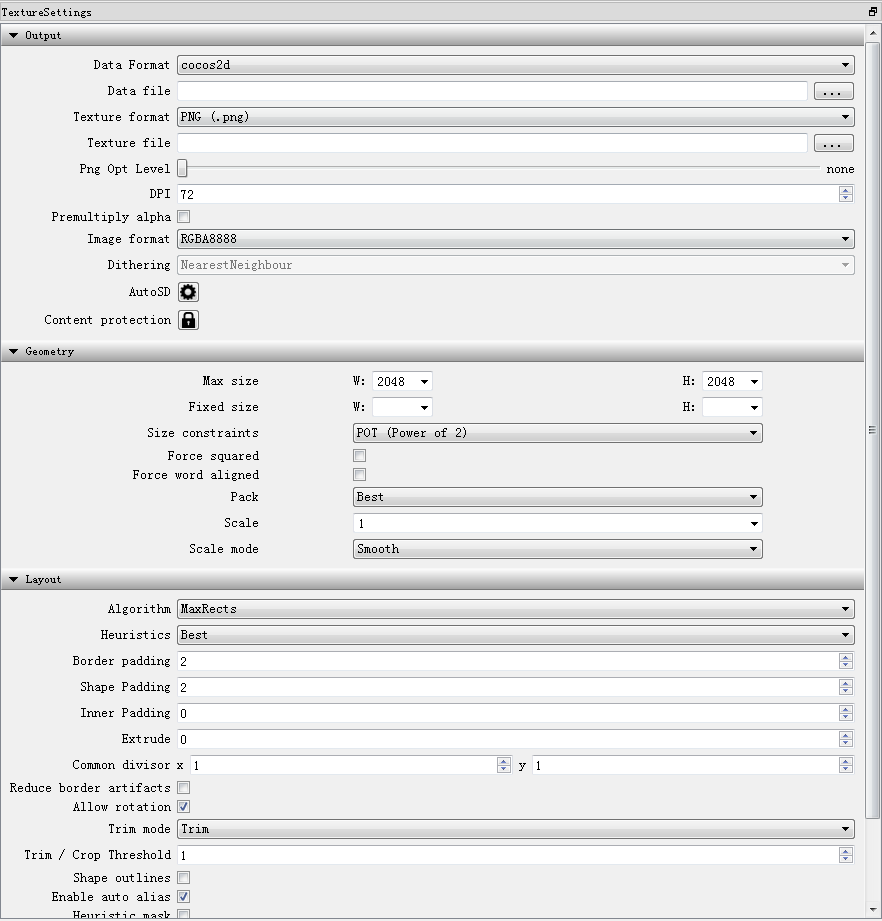 TextureSettings
Output
Data Format cocos2d
Data file ...
Texture format PNG (.png)
Texture file ...
Png Opt Level none
DPI 72
Premultiply alpha
Image format RGBA8888
Dithering NearestNeighbour
AutoSD
Content protection
Geometry
Max size W: 2048 H: 2048
Fixed size W: H:
Size constraints POT (Power of 2)
Force squared
Force word aligned
Pack Best
Scale 1
Scale mode Smooth
Layout
Algorithm MaxRects
Heuristics Best
Border padding 2
Shape Padding 2
Inner Padding 0
Extrude 0
Common divisor x 1 y 1
Reduce border artifacts
Allow rotation
Trim mode Trim
Trim / Crop Threshold 1
Shape outlines
Enable auto alias
Heuristic mask